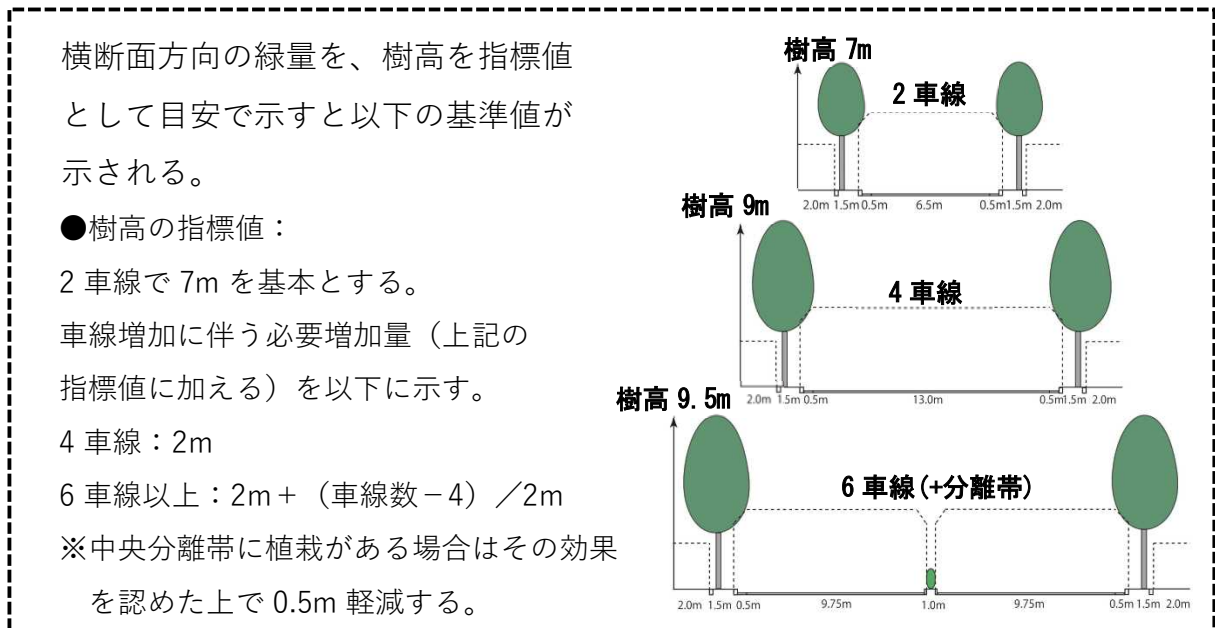 横断面方向の緑量を、樹高を指標値
として目安で示すと以下の基準値が
示される。
●樹高の指標値：
2 車線で 7m を基本とする。
車線増加に伴う必要増加量（上記の
指標値に加える）を以下に示す。
4 車線：2m
6 車線以上：2m＋（車線数－4）／2m
※中央分離帯に植栽がある場合はその効果
を認めた上で 0.5m 軽減する。
樹高 7m
2 車線
2.0m 1.5m 0.5m 6.5m 0.5m 1.5m 2.0m
樹高 9m
4 車線
2.0m 1.5m 0.5m 13.0m 0.5m 1.5m 2.0m
樹高 9.5m
6 車線(+分離帯)
2.0m 1.5m 0.5m 9.75m 1.0m 9.75m 0.5m 1.5m 2.0m